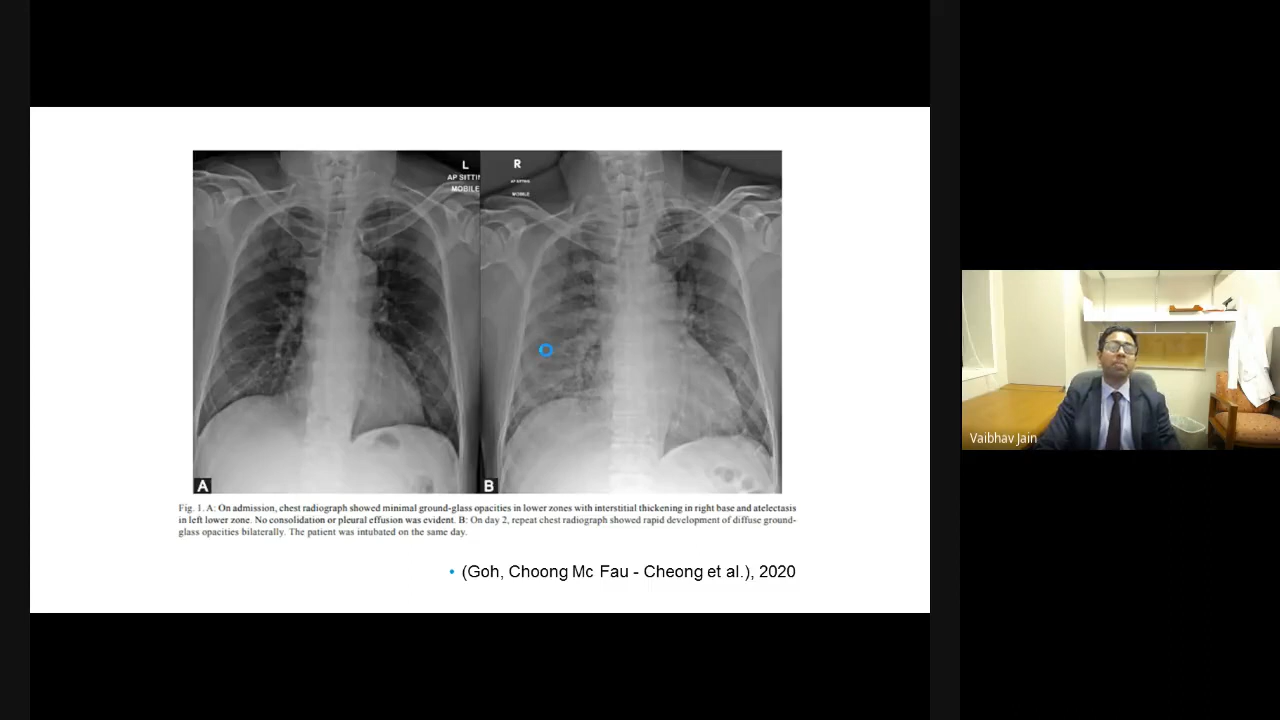 L
AP SITTIN
MOBILE
R
AP SITTING
MOBILE
A
B
Fig. 1. A: On admission, chest radiograph showed minimal ground-glass opacities in lower zones with interstitial thickening in right base and atelectasis
in left lower zone. No consolidation or pleural effusion was evident. B: On day 2, repeat chest radiograph showed rapid development of diffuse ground-
glass opacities bilaterally. The patient was intubated on the same day.
• (Goh, Choong Mc Fau - Cheong et al.), 2020
Vaibhav Jain